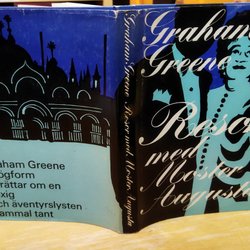 Graham
Greene
Resor
med
Moster
Augusta
Graham Greene Resor med Moster Augusta
aham Greene
ögform
rättar om en
xig
ch äventyrslysten
ammal tant